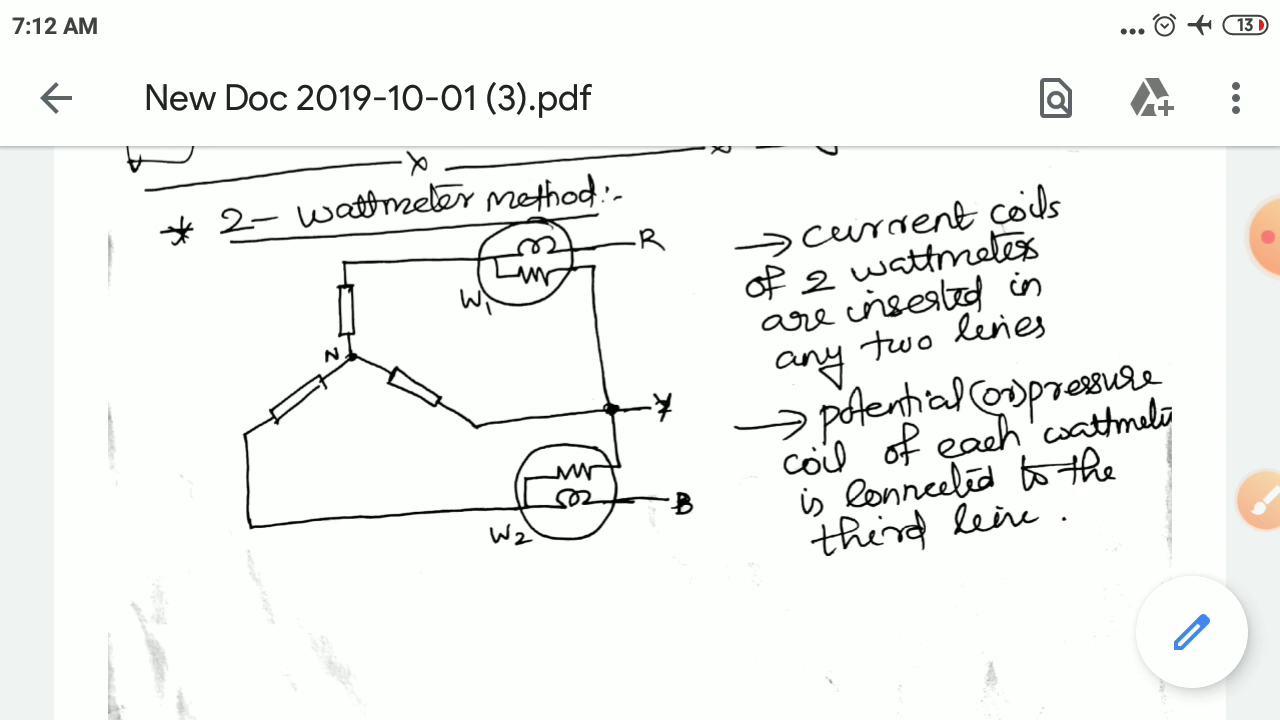 7:12 AM
13
New Doc 2019-10-01 (3).pdf
* 2- wattmeter method:-
R
W1
N
Y
B
W2
→ current coils
of 2 wattmeters
are inserted in
any two lines
→ potential (or) pressure
coil of each wattmete
is connected to the
third line.